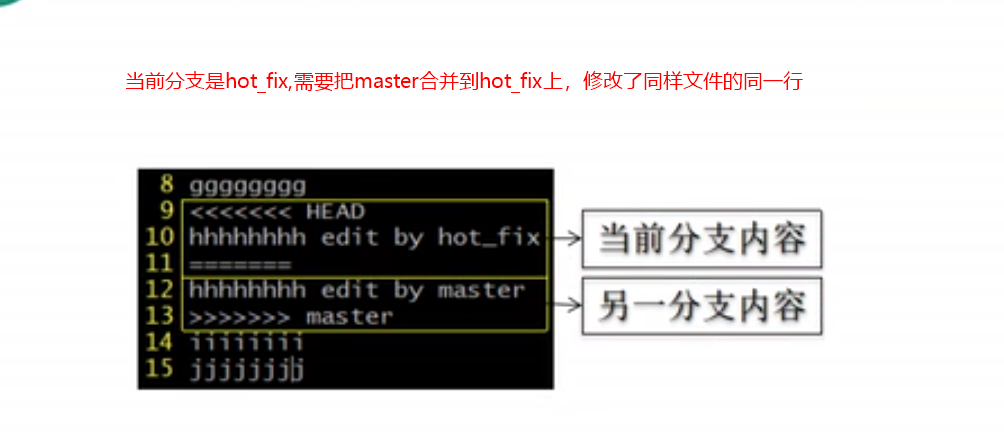 当前分支是hot_fix,需要把master合并到hot_fix上，修改了同样文件的同一行
8 gggggggg
9 <<<<<<< HEAD
10 hhhhhhhh edit by hot_fix
11 =======
当前分支内容
12 hhhhhhhh edit by master
13 >>>>>>> master
另一分支内容
14 iiiiiiii
15 jjjjjjjj